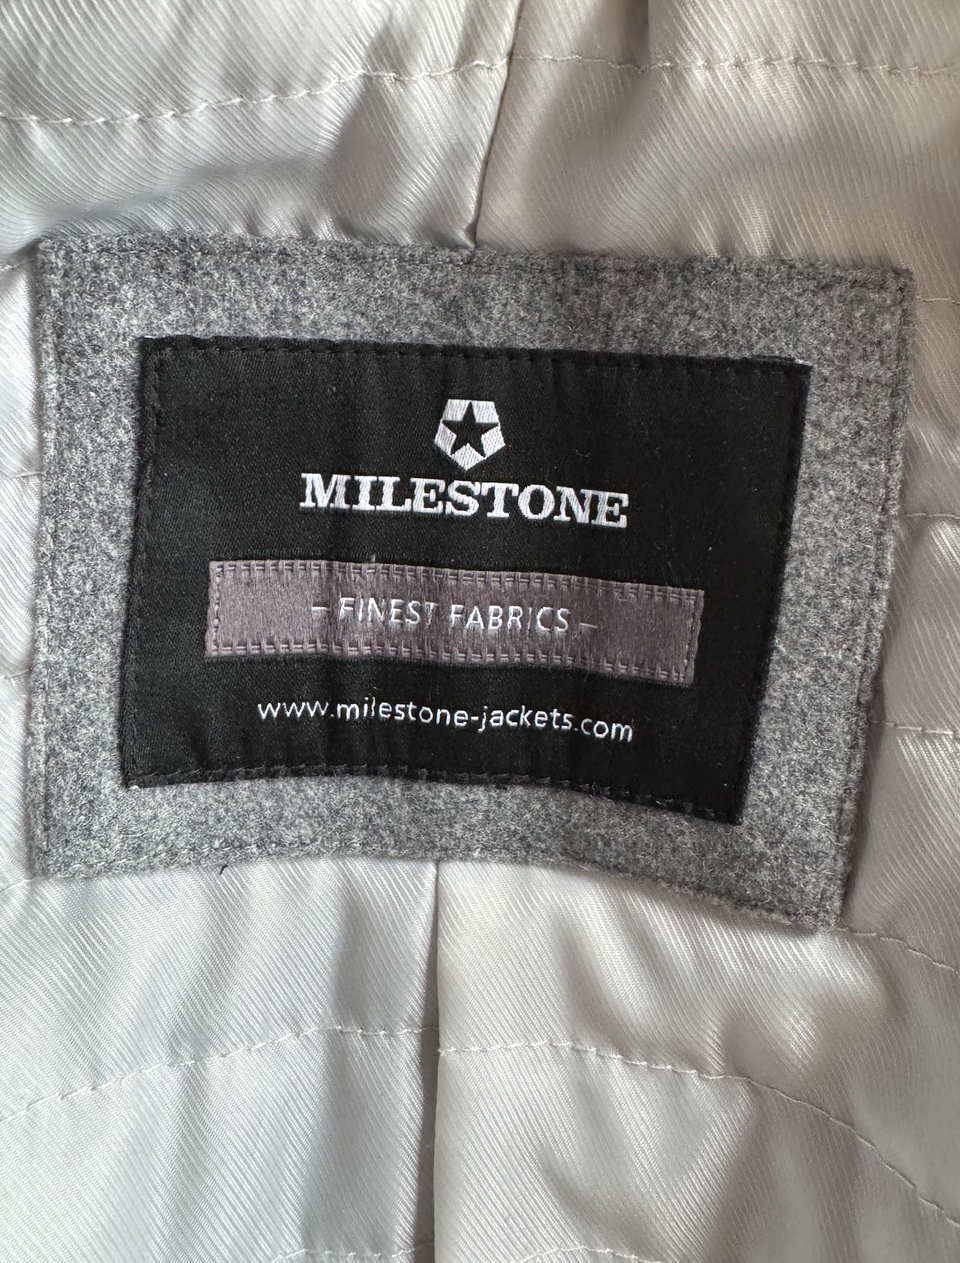 MILESTONE
– FINEST FABRICS –
www.milestone-jackets.com